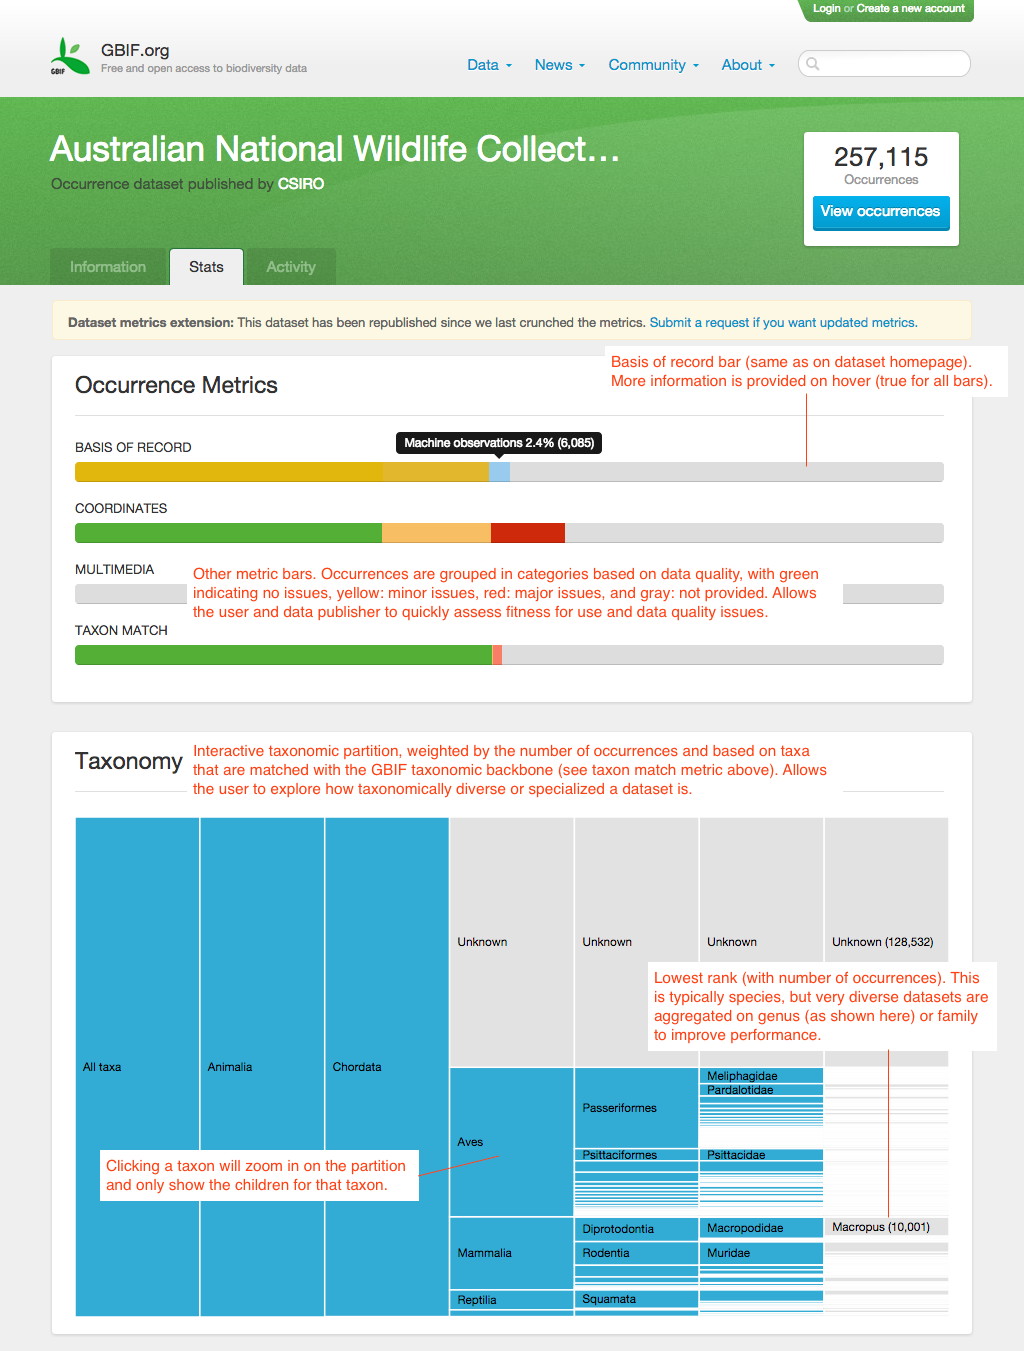 Login or Create a new account
GBIF.org
Free and open access to biodiversity data
GBIF
Data
News
Community
About
Australian National Wildlife Collect...
Occurrence dataset published by CSIRO
257,115
Occurrences
View occurrences
Information
Stats
Activity
Dataset metrics extension: This dataset has been republished since we last crunched the metrics. Submit a request if you want updated metrics.
Basis of record bar (same as on dataset homepage).
More information is provided on hover (true for all bars).
Occurrence Metrics
BASIS OF RECORD
Machine observations 2.4% (6,085)
COORDINATES
MULTIMEDIA
Other metric bars. Occurrences are grouped in categories based on data quality, with green
indicating no issues, yellow: minor issues, red: major issues, and gray: not provided. Allows
the user and data publisher to quickly assess fitness for use and data quality issues.
TAXON MATCH
Taxonomy
Interactive taxonomic partition, weighted by the number of occurrences and based on taxa
that are matched with the GBIF taxonomic backbone (see taxon match metric above). Allows
the user to explore how taxonomically diverse or specialized a dataset is.
Unknown
Unknown
Unknown
Unknown (128,532)
Lowest rank (with number of occurrences). This
is typically species, but very diverse datasets are
aggregated on genus (as shown here) or family
to improve performance.
All taxa
Animalia
Chordata
Meliphagidae
Pardalotidae
Passeriformes
Aves
Psittaciformes
Psittacidae
Clicking a taxon will zoom in on the partition
and only show the children for that taxon.
Diprotodontia
Macropodidae
Macropus (10,001)
Mammalia
Rodentia
Muridae
Reptilia
Squamata